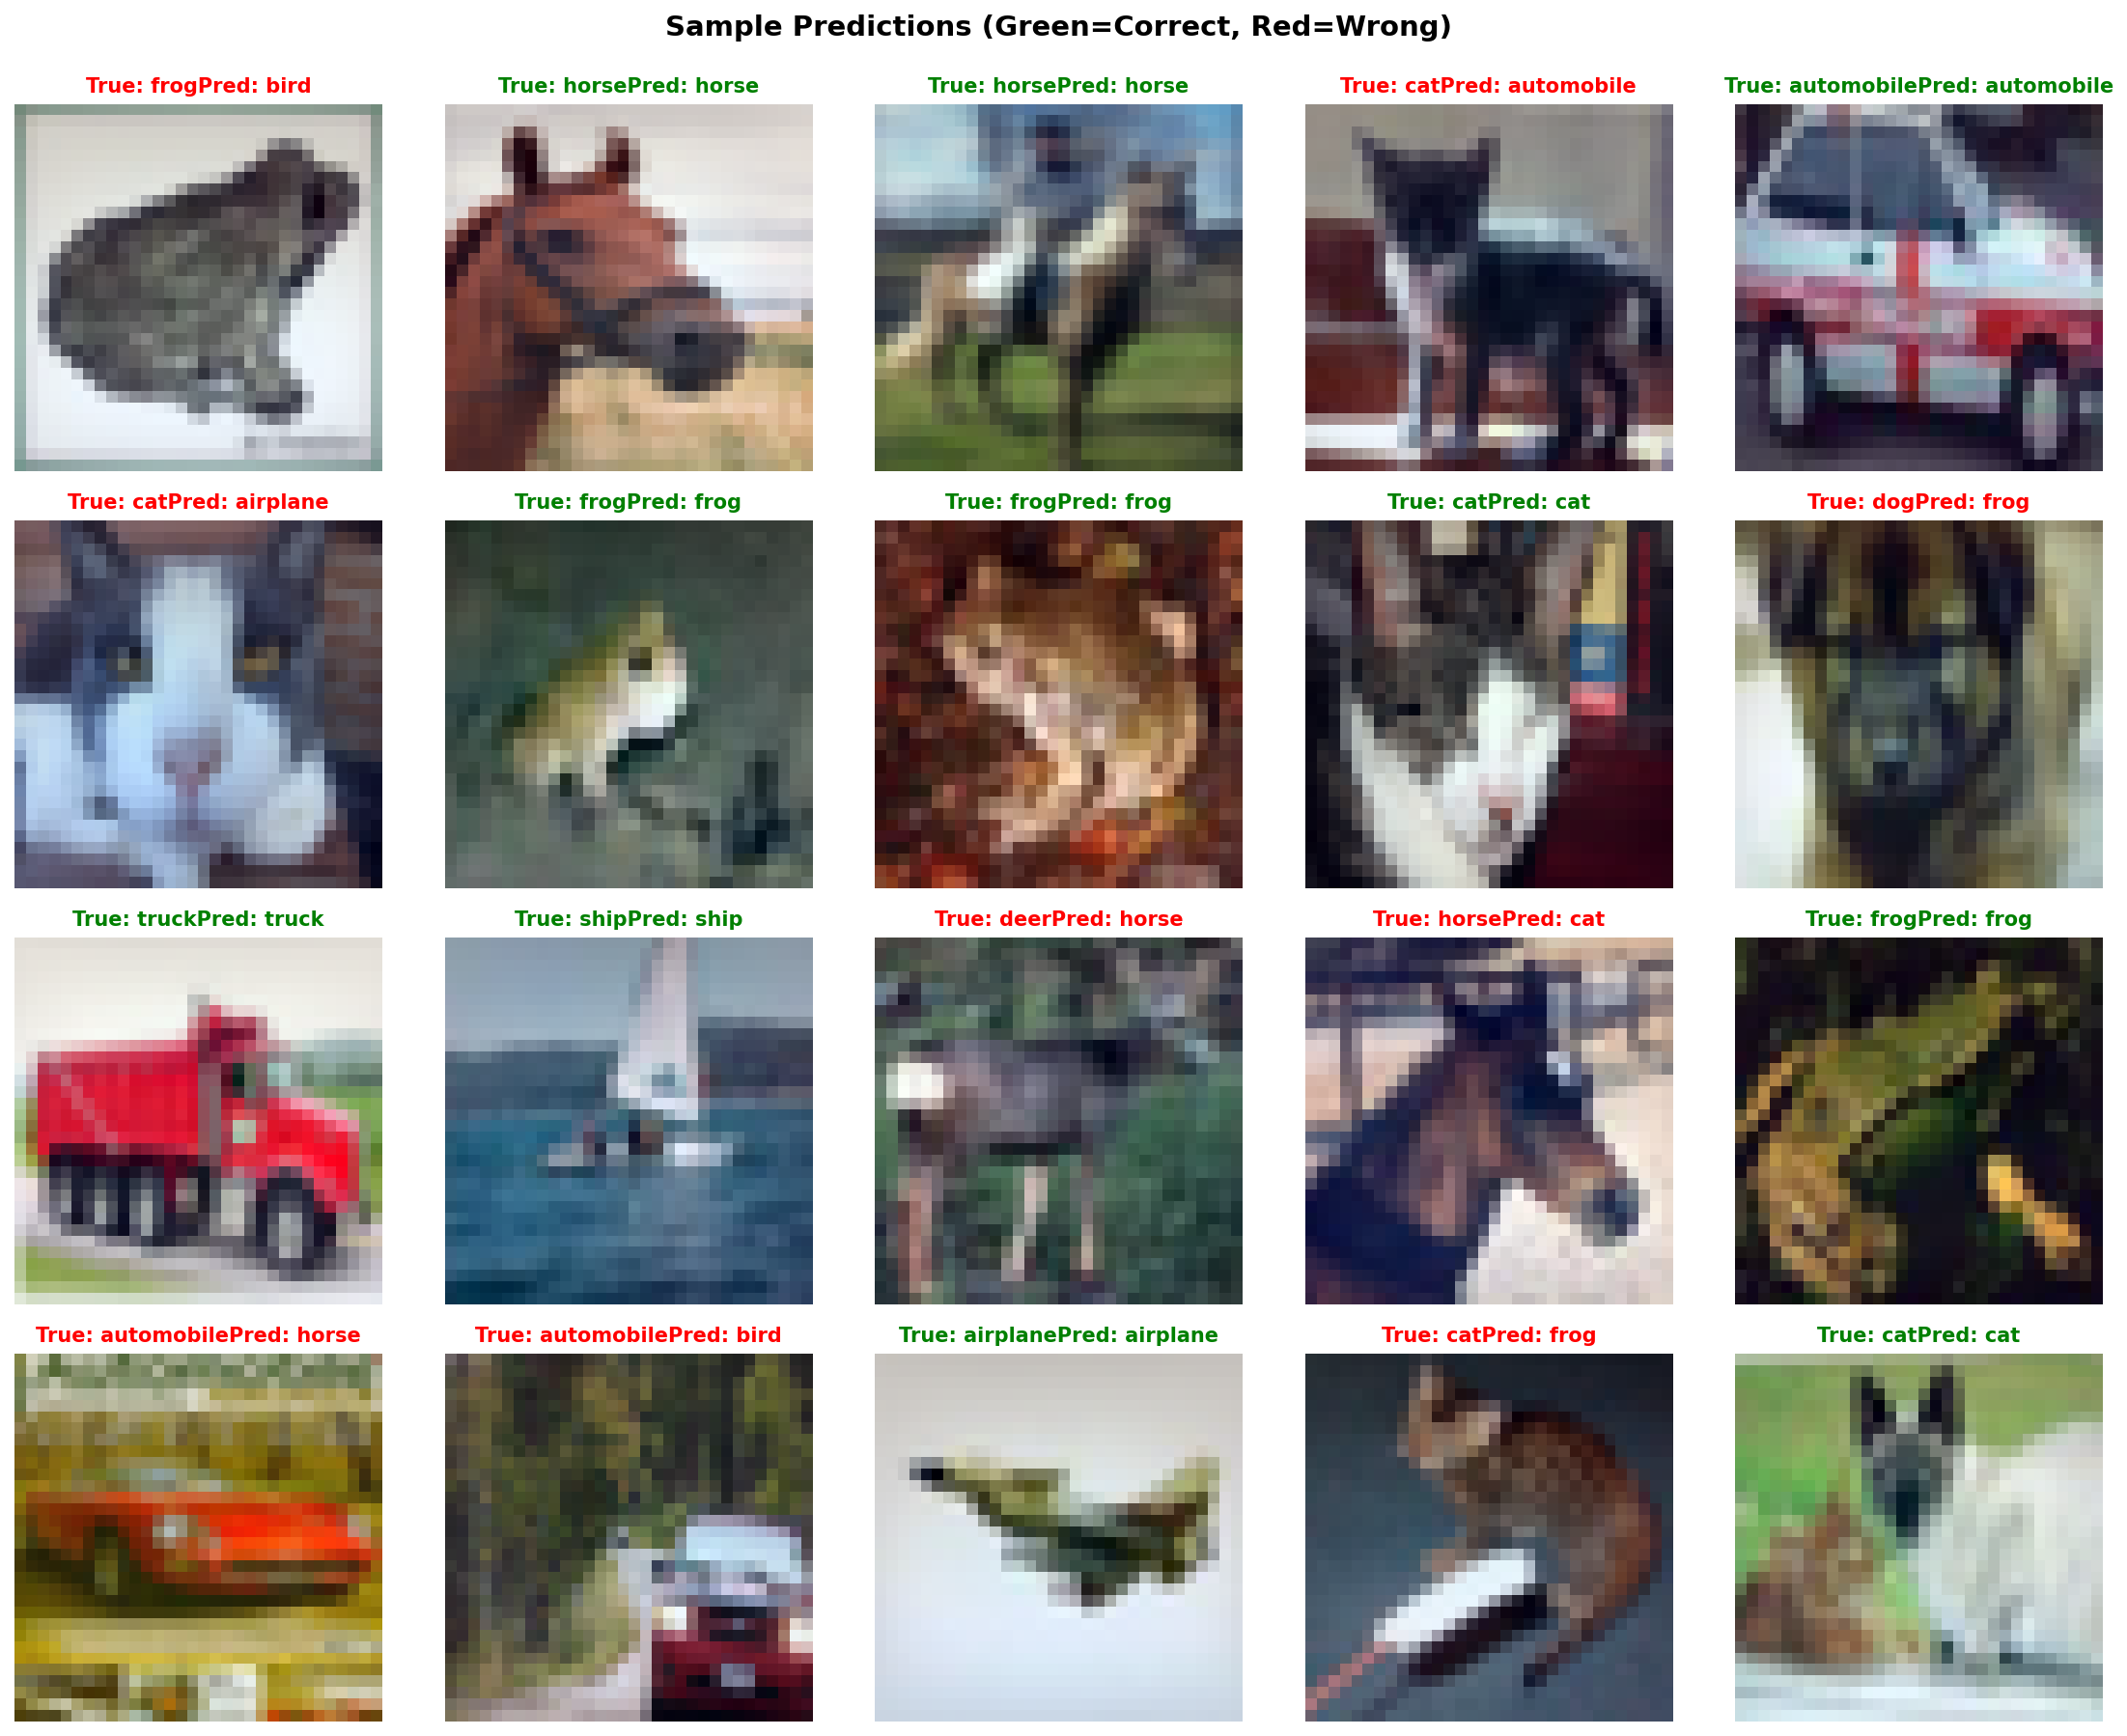 Sample Predictions (Green=Correct, Red=Wrong)
True: frogPred: bird
True: horsePred: horse
True: horsePred: horse
True: catPred: automobile
True: automobilePred: automobile
True: catPred: airplane
True: frogPred: frog
True: frogPred: frog
True: catPred: cat
True: dogPred: frog
True: truckPred: truck
True: shipPred: ship
True: deerPred: horse
True: horsePred: cat
True: frogPred: frog
True: automobilePred: horse
True: automobilePred: bird
True: airplanePred: airplane
True: catPred: frog
True: catPred: cat